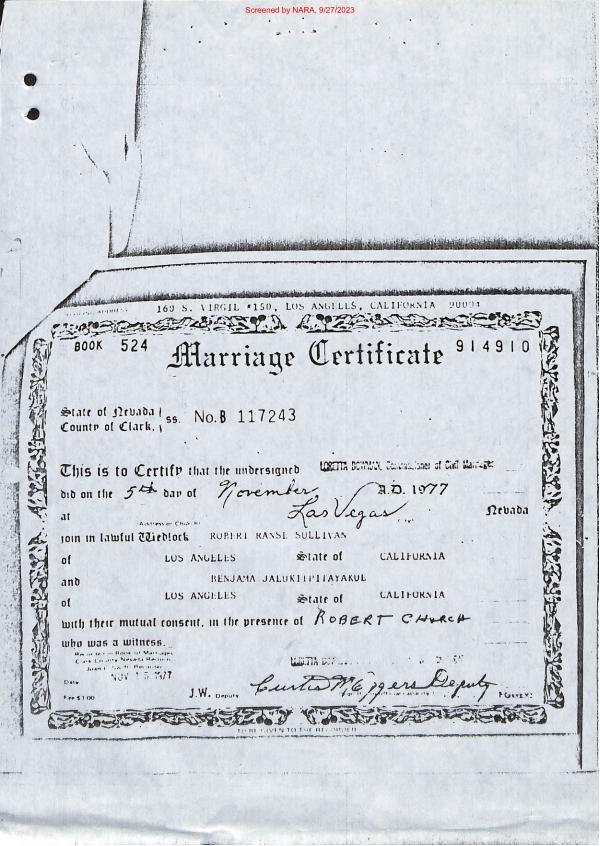 Screened by NARA, 9/27/2023
160 S. VIRGIL #150, LOS ANGELES, CALIFORNIA 90004
BOOK 524
Marriage Certificate
914910
State of Nevada
County of Clark.
ss. No. B 117243
This is to Certify that the undersigned LORETTA BOWMAN, Commissioner of Civil Marriages
did on the 5th day of November A.D. 1977
at Las Vegas Nevada
Address or Church City
join in lawful Wedlock ROBERT RANSE SULLIVAN
of LOS ANGELES State of CALIFORNIA
and BENJAMA JALUKITPITAYAKUL
of LOS ANGELES State of CALIFORNIA
with their mutual consent, in the presence of ROBERT CHURCH
who was a witness.
Recorded in Book of Marriages
Clark County Nevada Records
Recorder
Date NOV 15 1977
LORETTA
Fee $1.00 J.W. Deputy Curtis M Eggers Deputy
TO BE GIVEN TO THE RECORDER